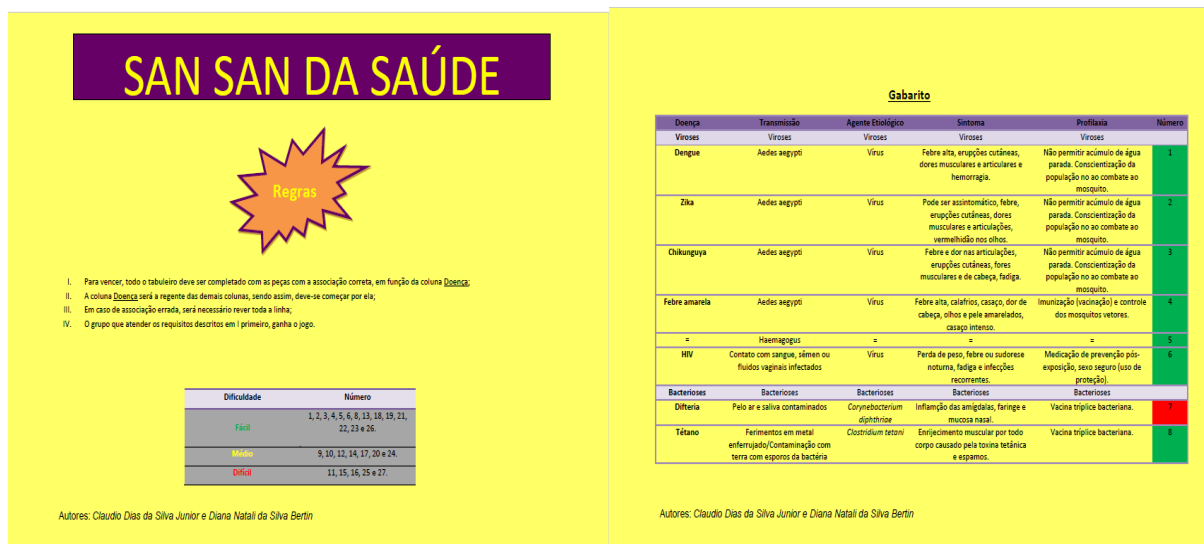 SAN SAN DA SAÚDE
Regras
I. Para vencer, todo o tabuleiro deve ser completado com as peças com a associação correta, em função da coluna Doença;
II. A coluna Doença será a regente das demais colunas, sendo assim, deve-se começar por ela;
III. Em caso de associação errada, será necessário rever toda a linha;
IV. O grupo que atender os requisitos descritos em I primeiro, ganha o jogo.
Dificuldade Número
Fácil 1, 2, 3, 4, 5, 6, 8, 13, 18, 19, 21,
22, 23 e 26.
Médio 9, 10, 12, 14, 17, 20 e 24.
Difícil 11, 15, 16, 25 e 27.
Autores: Claudio Dias da Silva Junior e Diana Natali da Silva Bertin
Gabarito
Doença Transmissão Agente Etiológico Sintoma Profilaxia Número
Viroses Viroses Viroses Viroses Viroses
Dengue Aedes aegypti Vírus Febre alta, erupções cutâneas, Não permitir acúmulo de água 1
dores musculares e articulares e parada. Conscientização da
hemorragia. população no ao combate ao
mosquito.
Zika Aedes aegypti Vírus Pode ser assintomático, febre, Não permitir acúmulo de água 2
erupções cutâneas, dores parada. Conscientização da
musculares e articulações, população no ao combate ao
vermelhidão nos olhos. mosquito.
Chikunguya Aedes aegypti Vírus Febre e dor nas articulações, Não permitir acúmulo de água 3
erupções cutâneas, fores parada. Conscientização da
musculares e de cabeça, fadiga. população no ao combate ao
mosquito.
Febre amarela Aedes aegypti Vírus Febre alta, calafrios, casaço, dor de Imunização (vacinação) e controle 4
cabeça, olhos e pele amarelados, dos mosquitos vetores.
casaço intenso.
= Haemagogus = = = 5
HIV Contato com sangue, sêmen ou Vírus Perda de peso, febre ou sudorese Medicação de prevenção pós- 6
fluidos vaginais infectados noturna, fadiga e infecções exposição, sexo seguro (uso de
recorrentes. proteção).
Bacterioses Bacterioses Bacterioses Bacterioses Bacterioses
Difteria Pelo ar e saliva contaminados Corynebacterium Inflamção das amígdalas, faringe e Vacina tríplice bacteriana. 7
diphthriae mucosa nasal.
Tétano Ferimentos em metal Clostridium tetani Enrijecimento muscular por todo Vacina tríplice bacteriana. 8
enferrujado/Contaminação com corpo causado pela toxina tetânica
terra com esporos da bactéria e espamos.
Autores: Claudio Dias da Silva Junior e Diana Natali da Silva Bertin